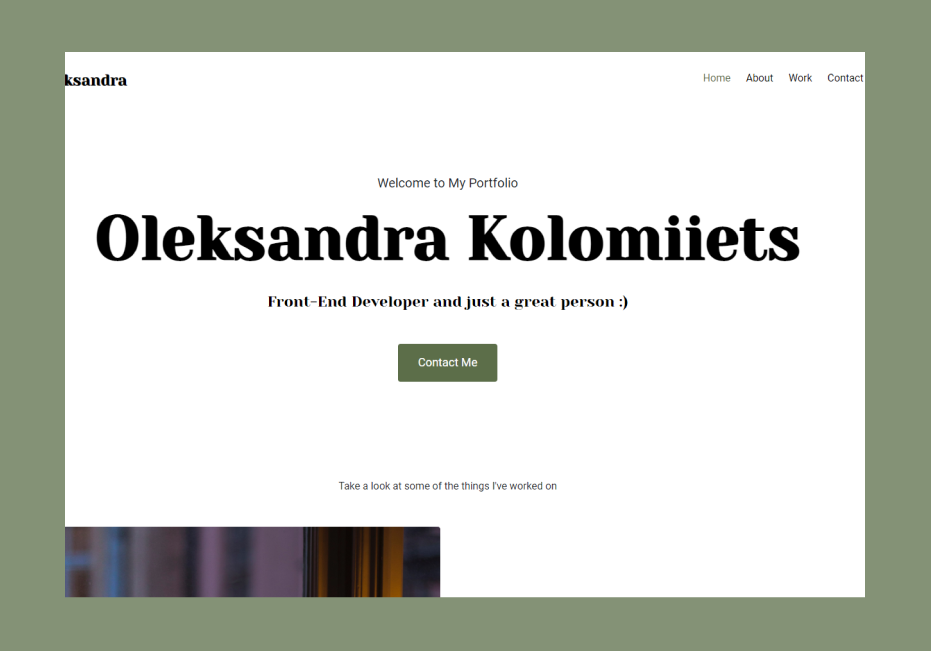 ksandra
Home About Work Contact
Welcome to My Portfolio
Oleksandra Kolomiiets
Front-End Developer and just a great person :)
Contact Me
Take a look at some of the things I've worked on